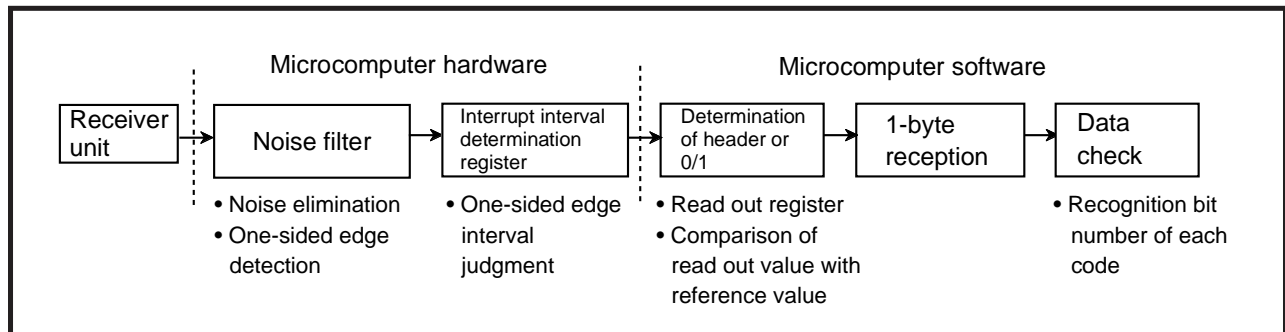 Microcomputer hardware
Microcomputer software
Receiver
unit
Noise filter
Interrupt interval
determination
register
Determination
of header or
0/1
1-byte
reception
Data
check
• Noise elimination
• One-sided edge
detection
• One-sided edge
interval
judgment
• Read out register
• Comparison of
read out value with
reference value
• Recognition bit
number of each
code